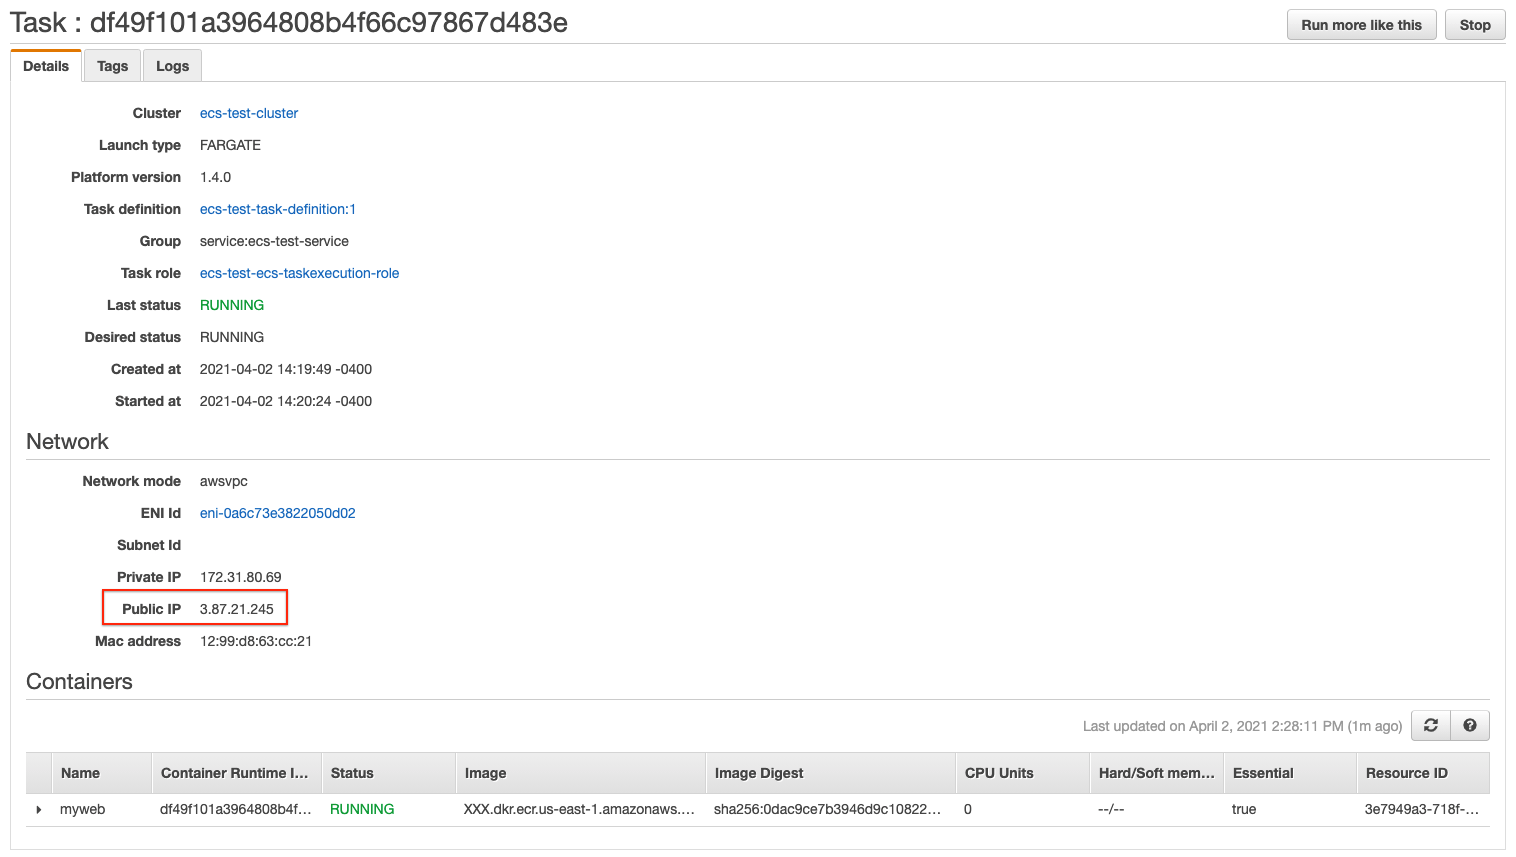 Task : df49f101a3964808b4f66c97867d483e
Run more like this
Stop
Details
Tags
Logs
Cluster ecs-test-cluster
Launch type FARGATE
Platform version 1.4.0
Task definition ecs-test-task-definition:1
Group service:ecs-test-service
Task role ecs-test-ecs-taskexecution-role
Last status RUNNING
Desired status RUNNING
Created at 2021-04-02 14:19:49 -0400
Started at 2021-04-02 14:20:24 -0400
Network
Network mode awsvpc
ENI Id eni-0a6c73e3822050d02
Subnet Id
Private IP 172.31.80.69
Public IP 3.87.21.245
Mac address 12:99:d8:63:cc:21
Containers
Last updated on April 2, 2021 2:28:11 PM (1m ago)
Name Container Runtime I... Status Image Image Digest CPU Units Hard/Soft mem... Essential Resource ID
myweb df49f101a3964808b4f... RUNNING XXX.dkr.ecr.us-east-1.amazonaws.... sha256:0dac9ce7b3946d9c10822... 0 --/-- true 3e7949a3-718f-...